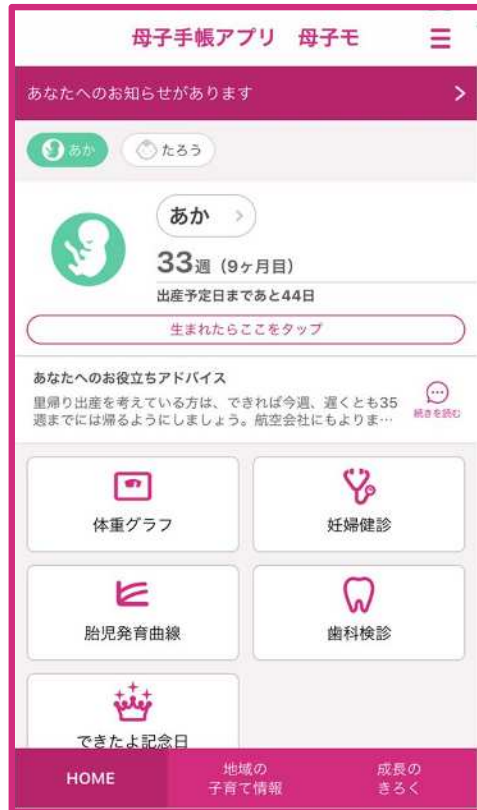 母子手帳アプリ 母子モ
あなたへのお知らせがあります
あか
たろう
あか
33週（9ヶ月目）
出産予定日まであと44日
生まれたらここをタップ
あなたへのお役立ちアドバイス
里帰り出産を考えている方は、できれば今週、遅くとも35
週までには帰るようにしましょう。航空会社にもよりま…
続きを読む
体重グラフ
妊婦健診
胎児発育曲線
歯科検診
できたよ記念日
HOME
地域の
子育て情報
成長の
きろく